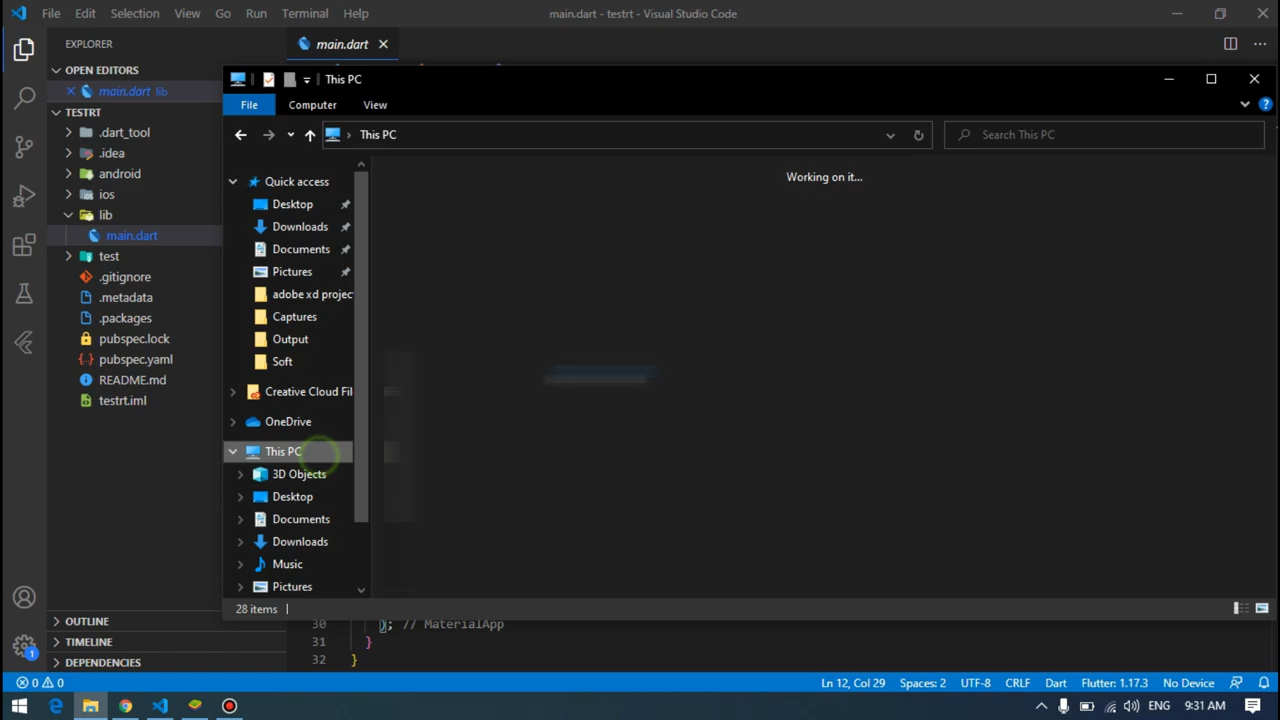 File Edit Selection View Go Run Terminal Help main.dart - testrt - Visual Studio Code
EXPLORER
main.dart
OPEN EDITORS
main.dart lib
TESTRT
.dart_tool
.idea
android
ios
lib
main.dart
test
.gitignore
.metadata
.packages
pubspec.lock
pubspec.yaml
README.md
testrt.iml
OUTLINE
TIMELINE
DEPENDENCIES
This PC
File Computer View
This PC
Search This PC
Working on it...
Quick access
Desktop
Downloads
Documents
Pictures
adobe xd projec
Captures
Output
Soft
Creative Cloud Fil
OneDrive
This PC
3D Objects
Desktop
Documents
Downloads
Music
Pictures
28 items
30 ); // MaterialApp
31 }
32 }
1
0 0 Ln 12, Col 29 Spaces: 2 UTF-8 CRLF Dart Flutter: 1.17.3 No Device
ENG 9:31 AM